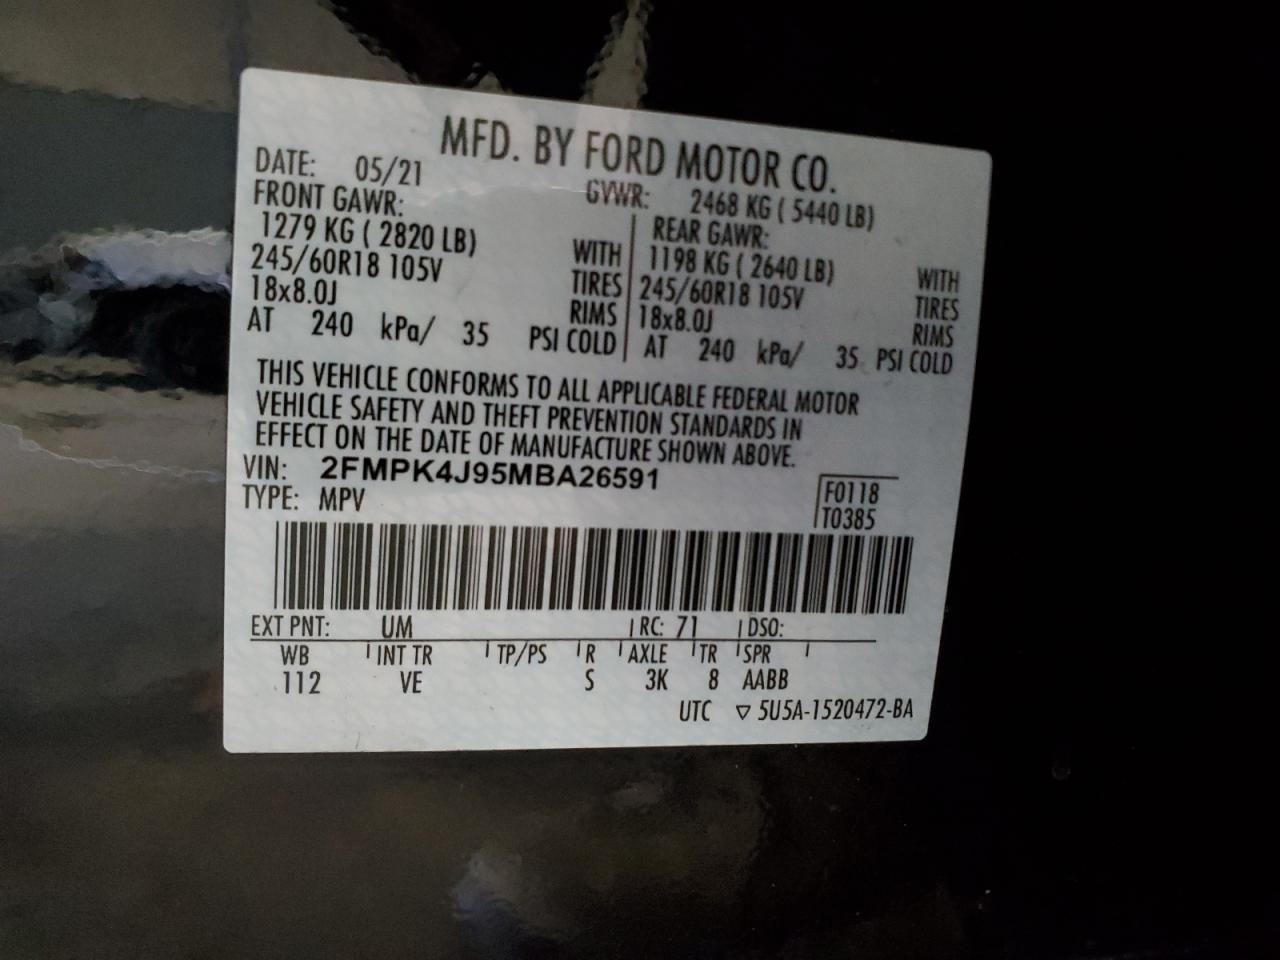 MFD. BY FORD MOTOR CO.
DATE: 05/21 GVWR: 2468 KG ( 5440 LB)
FRONT GAWR: REAR GAWR:
1279 KG ( 2820 LB) WITH 1198 KG ( 2640 LB) WITH
245/60R18 105V TIRES 245/60R18 105V TIRES
18x8.0J RIMS 18x8.0J RIMS
AT 240 kPa/ 35 PSI COLD AT 240 kPa/ 35 PSI COLD
THIS VEHICLE CONFORMS TO ALL APPLICABLE FEDERAL MOTOR
VEHICLE SAFETY AND THEFT PREVENTION STANDARDS IN
EFFECT ON THE DATE OF MANUFACTURE SHOWN ABOVE.
VIN: 2FMPK4J95MBA26591
TYPE: MPV
F0118
T0385
EXT PNT: UM RC: 71 DSO:
WB INT TR TP/PS R AXLE TR SPR
112 VE S 3K 8 AABB
UTC ▽ 5U5A-1520472-BA